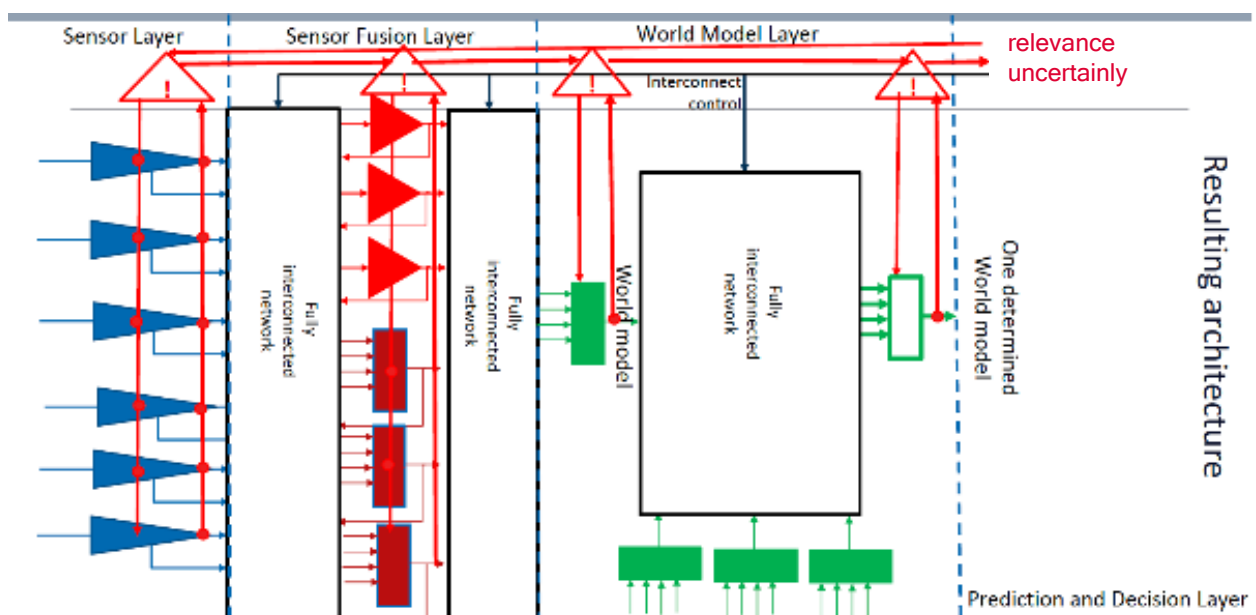 Sensor Layer
Sensor Fusion Layer
World Model Layer
relevance
uncertainly
Interconnect
control
!
!
!
!
Fully
interconnected
network
Fully
interconnected
network
World model
Fully
interconnected
network
One determined
World model
Resulting architecture
Prediction and Decision Layer